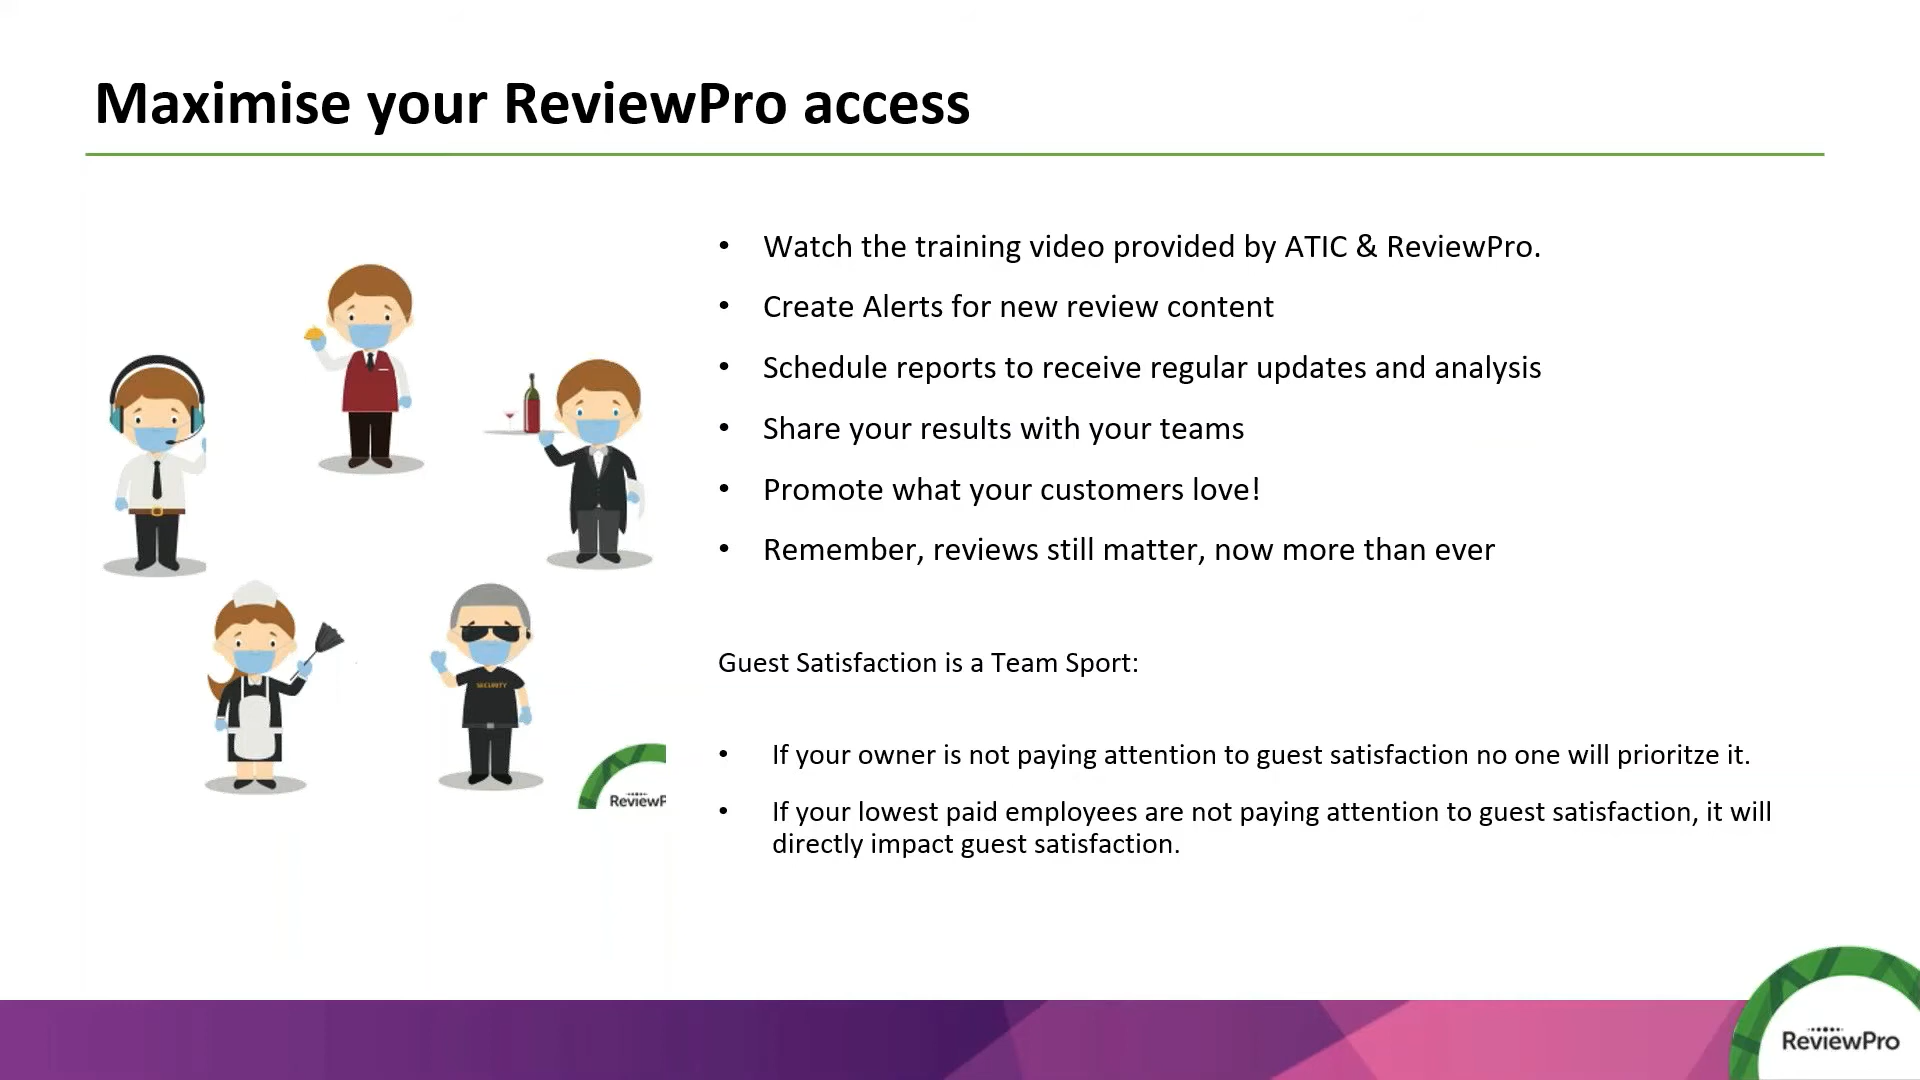 Maximise your ReviewPro access
• Watch the training video provided by ATIC & ReviewPro.
• Create Alerts for new review content
• Schedule reports to receive regular updates and analysis
• Share your results with your teams
• Promote what your customers love!
• Remember, reviews still matter, now more than ever
SECURITY
Guest Satisfaction is a Team Sport:
• If your owner is not paying attention to guest satisfaction no one will prioritze it.
ReviewP
• If your lowest paid employees are not paying attention to guest satisfaction, it will
directly impact guest satisfaction.
ReviewPro